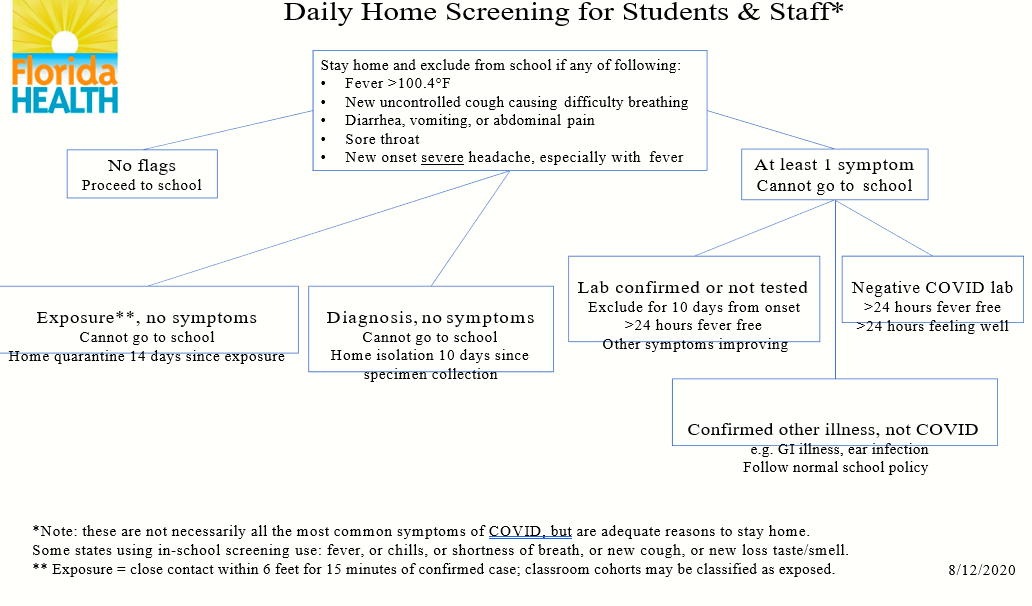 Daily Home Screening for Students & Staff*
Florida
HEALTH
Stay home and exclude from school if any of following:
• Fever >100.4°F
• New uncontrolled cough causing difficulty breathing
• Diarrhea, vomiting, or abdominal pain
• Sore throat
• New onset severe headache, especially with fever
No flags
Proceed to school
At least 1 symptom
Cannot go to school
Exposure**, no symptoms
Cannot go to school
Home quarantine 14 days since exposure
Diagnosis, no symptoms
Cannot go to school
Home isolation 10 days since
specimen collection
Lab confirmed or not tested
Exclude for 10 days from onset
>24 hours fever free
Other symptoms improving
Negative COVID lab
>24 hours fever free
>24 hours feeling well
Confirmed other illness, not COVID
e.g. GI illness, ear infection
Follow normal school policy
*Note: these are not necessarily all the most common symptoms of COVID, but are adequate reasons to stay home.
Some states using in-school screening use: fever, or chills, or shortness of breath, or new cough, or new loss taste/smell.
** Exposure = close contact within 6 feet for 15 minutes of confirmed case; classroom cohorts may be classified as exposed.
8/12/2020